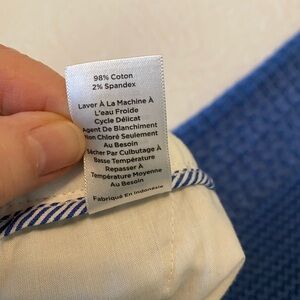 98% Coton
2% Spandex
Laver À La Machine À
L'eau Froide
Cycle Délicat
Agent De Blanchiment
Non Chloré Seulement
Au Besoin
Sécher Par Culbutage À
Basse Température
Repasser À
Température Moyenne
Au Besoin
Fabriqué En Indonésie